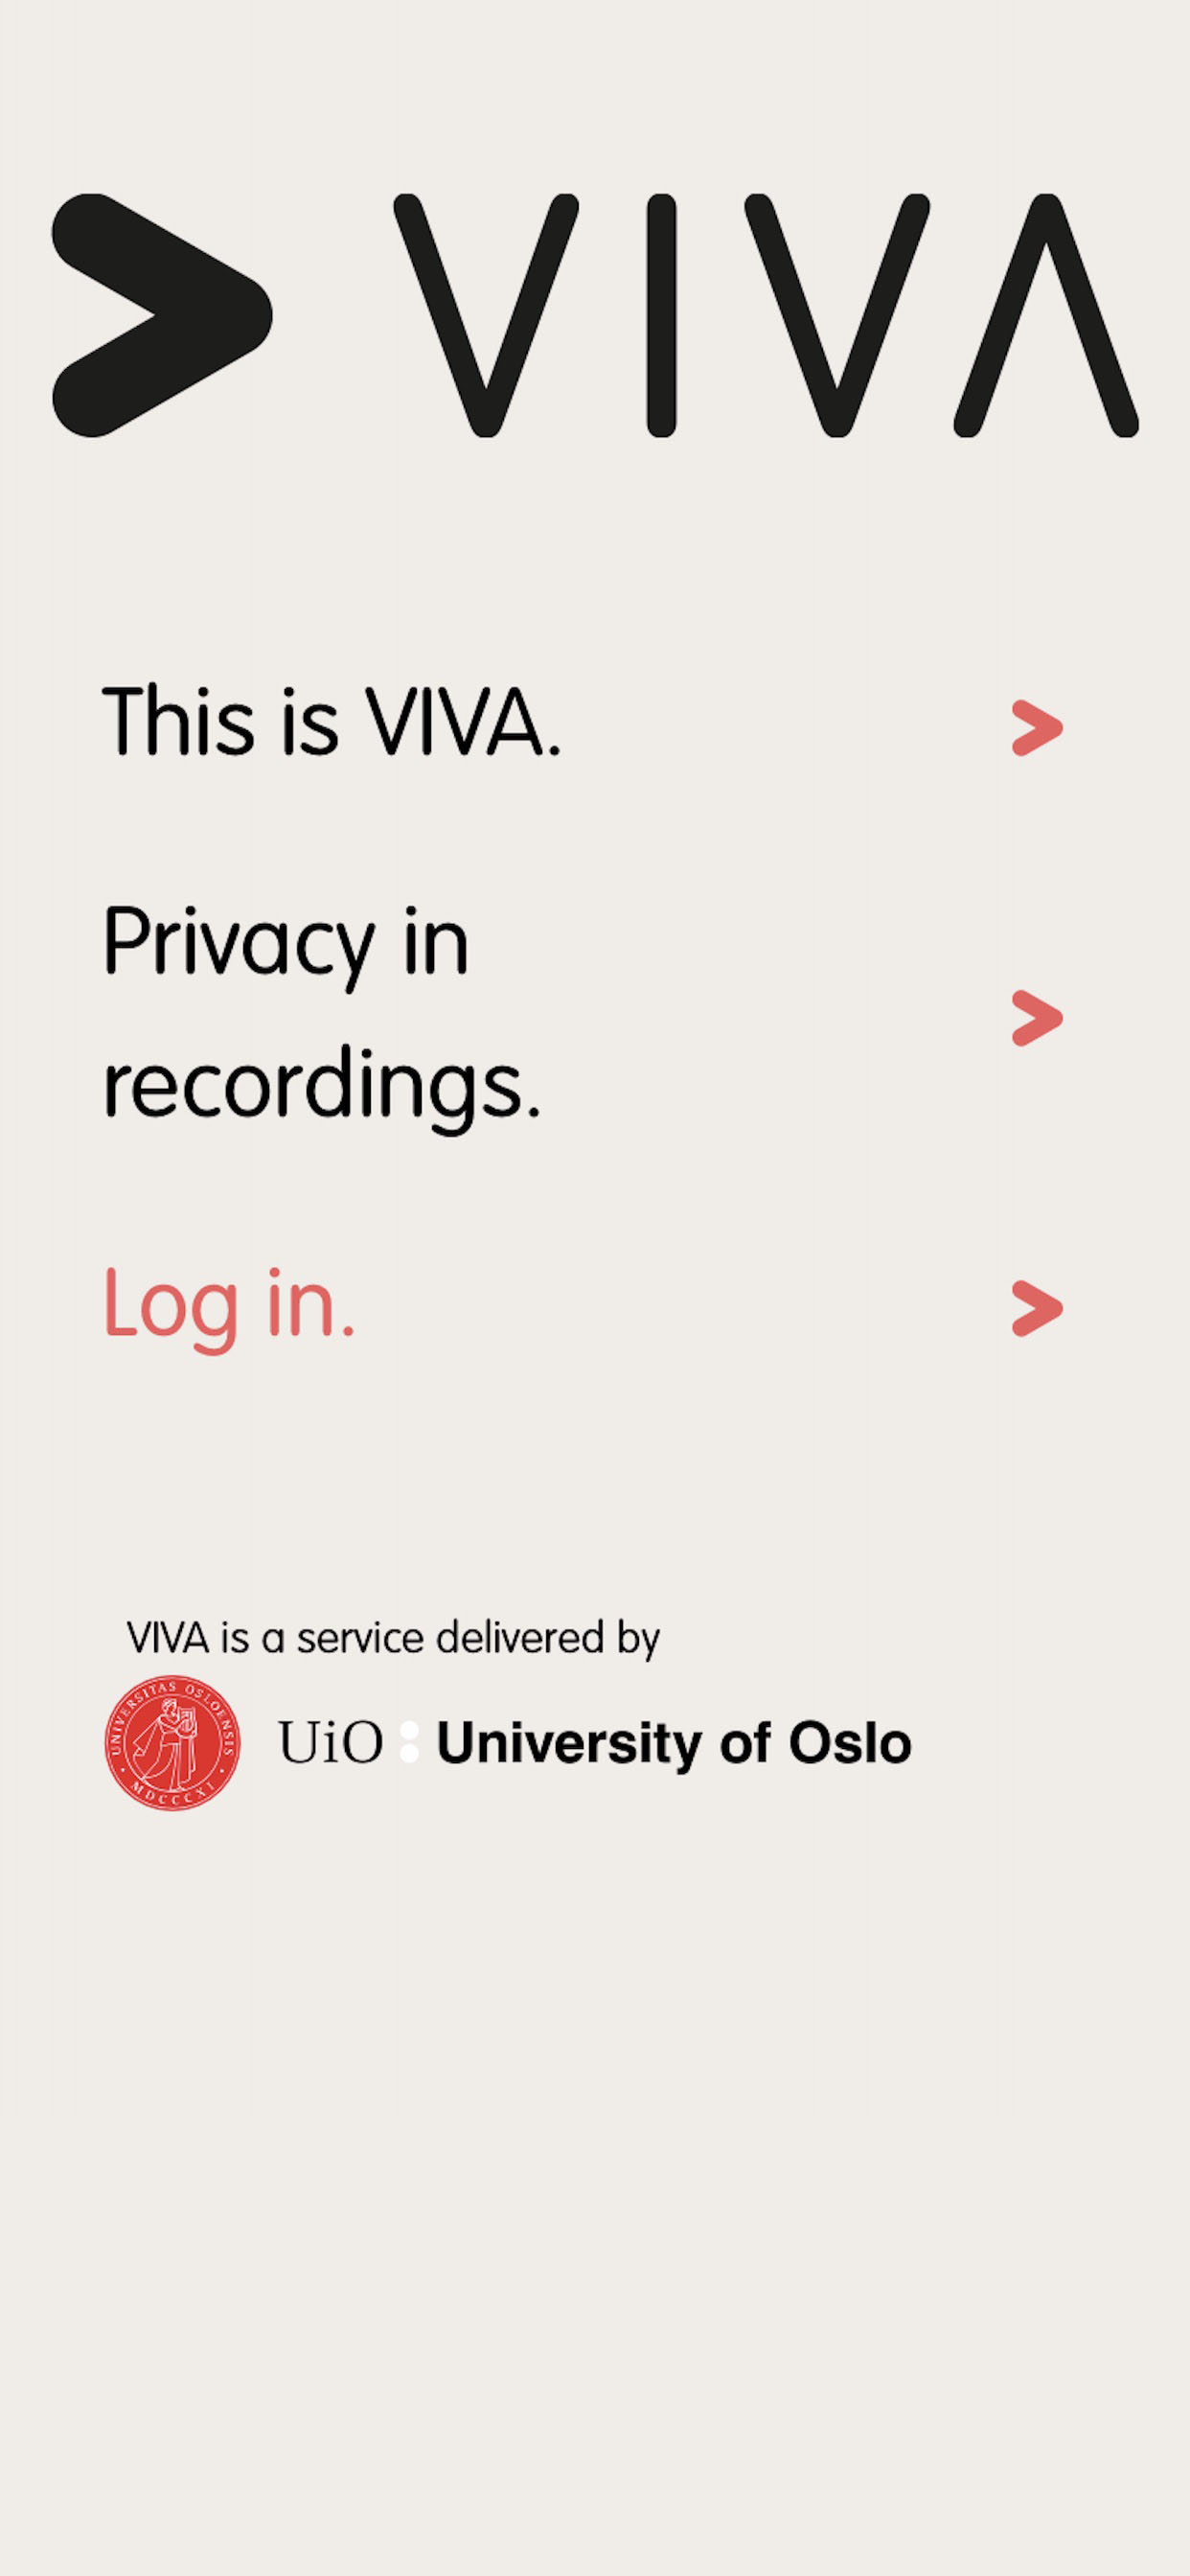 > VIVA
This is VIVA. >
Privacy in
recordings. >
Log in. >
VIVA is a service delivered by
UNIVERSITAS OSLOENSIS
MDCCCXI
UiO : University of Oslo